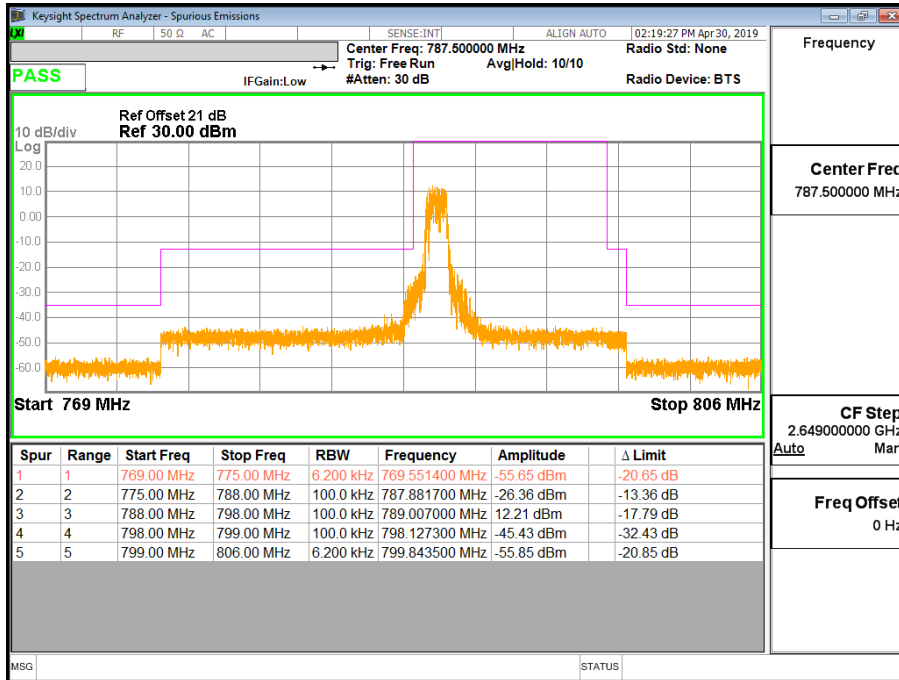 Keysight Spectrum Analyzer - Spurious Emissions
LXI RF 50 Ω AC SENSE:INT ALIGN AUTO 02:19:27 PM Apr 30, 2019
Center Freq: 787.500000 MHz Radio Std: None
Trig: Free Run Avg|Hold: 10/10
PASS IFGain:Low #Atten: 30 dB Radio Device: BTS
Ref Offset 21 dB
10 dB/div Ref 30.00 dBm
Log
20.0
10.0
0.00
-10.0
-20.0
-30.0
-40.0
-50.0
-60.0
Start 769 MHz Stop 806 MHz
Spur Range Start Freq Stop Freq RBW Frequency Amplitude Δ Limit
1 1 769.00 MHz 775.00 MHz 6.200 kHz 769.551400 MHz -55.65 dBm -20.65 dB
2 2 775.00 MHz 788.00 MHz 100.0 kHz 787.881700 MHz -26.36 dBm -13.36 dB
3 3 788.00 MHz 798.00 MHz 100.0 kHz 789.007000 MHz 12.21 dBm -17.79 dB
4 4 798.00 MHz 799.00 MHz 100.0 kHz 798.127300 MHz -45.43 dBm -32.43 dB
5 5 799.00 MHz 806.00 MHz 6.200 kHz 799.843500 MHz -55.85 dBm -20.85 dB
MSG STATUS
Frequency
Center Freq
787.500000 MHz
CF Step
2.649000000 GHz
Auto Man
Freq Offset
0 Hz